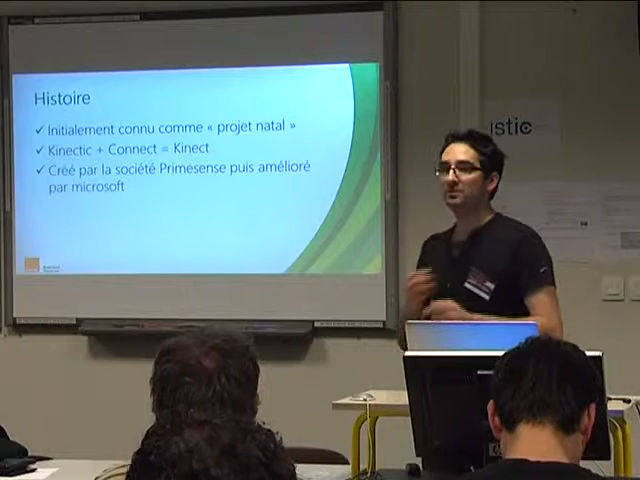 Histoire
✓ Initialement connu comme « projet natal »
✓ Kinectic + Connect = Kinect
✓ Créé par la société Primesense puis amélioré
par microsoft
istic